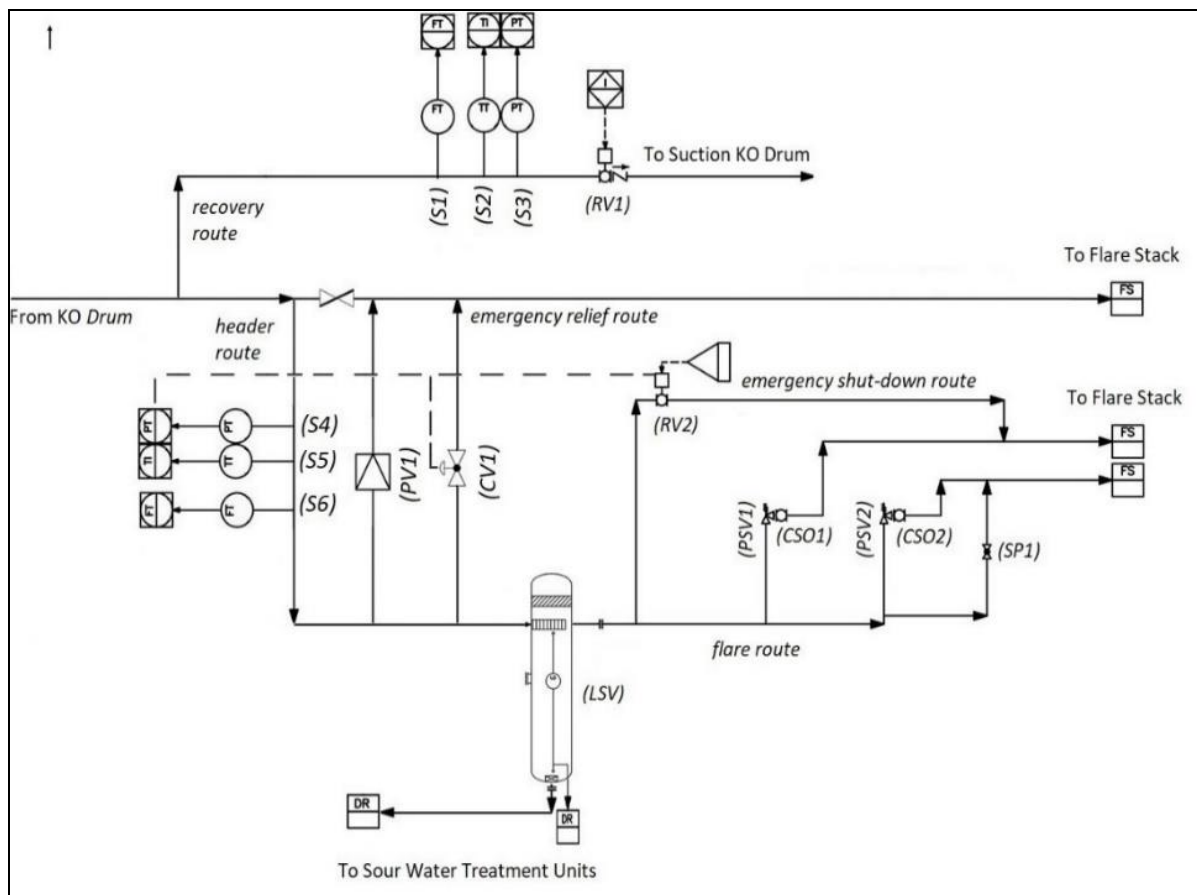 FT
TI
PT
FT
TT
PT
I
To Suction KO Drum
(S1)
(S2)
(S3)
(RV1)
recovery
route
To Flare Stack
FS
From KO Drum
header
route
emergency relief route
emergency shut-down route
To Flare Stack
(RV2)
FS
FS
PT
PT
(S4)
TI
TT
(S5)
FT
FT
(S6)
(PV1)
(CV1)
(PSV1)
(CSO1)
(PSV2)
(CSO2)
(SP1)
flare route
(LSV)
DR
DR
To Sour Water Treatment Units